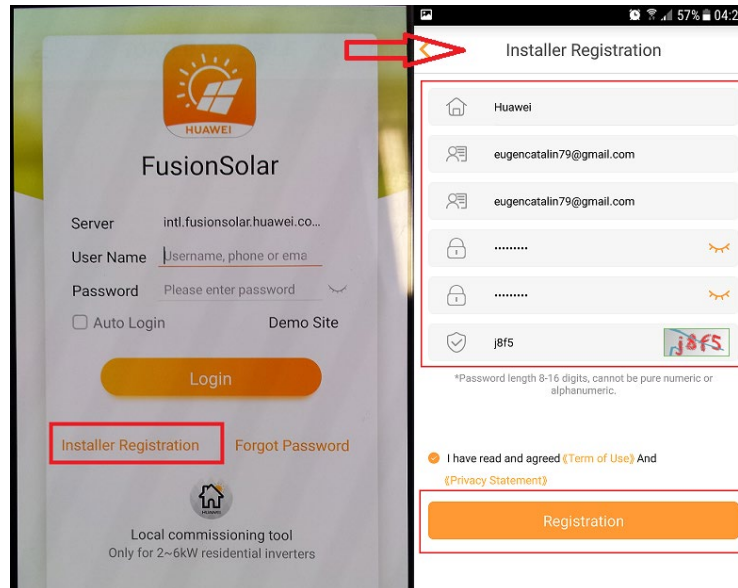 HUAWEI
FusionSolar
Server intl.fusionsolar.huawei.co...
User Name Username, phone or ema
Password Please enter password
Auto Login Demo Site
Login
Installer Registration Forgot Password
HUAWEI
Local commissioning tool
Only for 2~6kW residential inverters
57% 04:2
Installer Registration
Huawei
eugencatalin79@gmail.com
eugencatalin79@gmail.com
•••••••••
•••••••••
j8f5 j8f5
*Password length 8-16 digits, cannot be pure numeric or
alphanumeric.
I have read and agreed《Term of Use》And
《Privacy Statement》
Registration